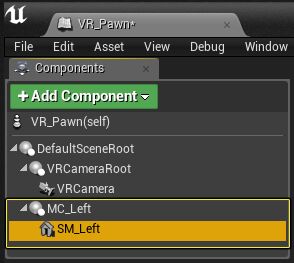 VR_Pawn*
File Edit Asset View Debug Window
Components
+ Add Component
VR_Pawn(self)
DefaultSceneRoot
VRCameraRoot
VRCamera
MC_Left
SM_Left